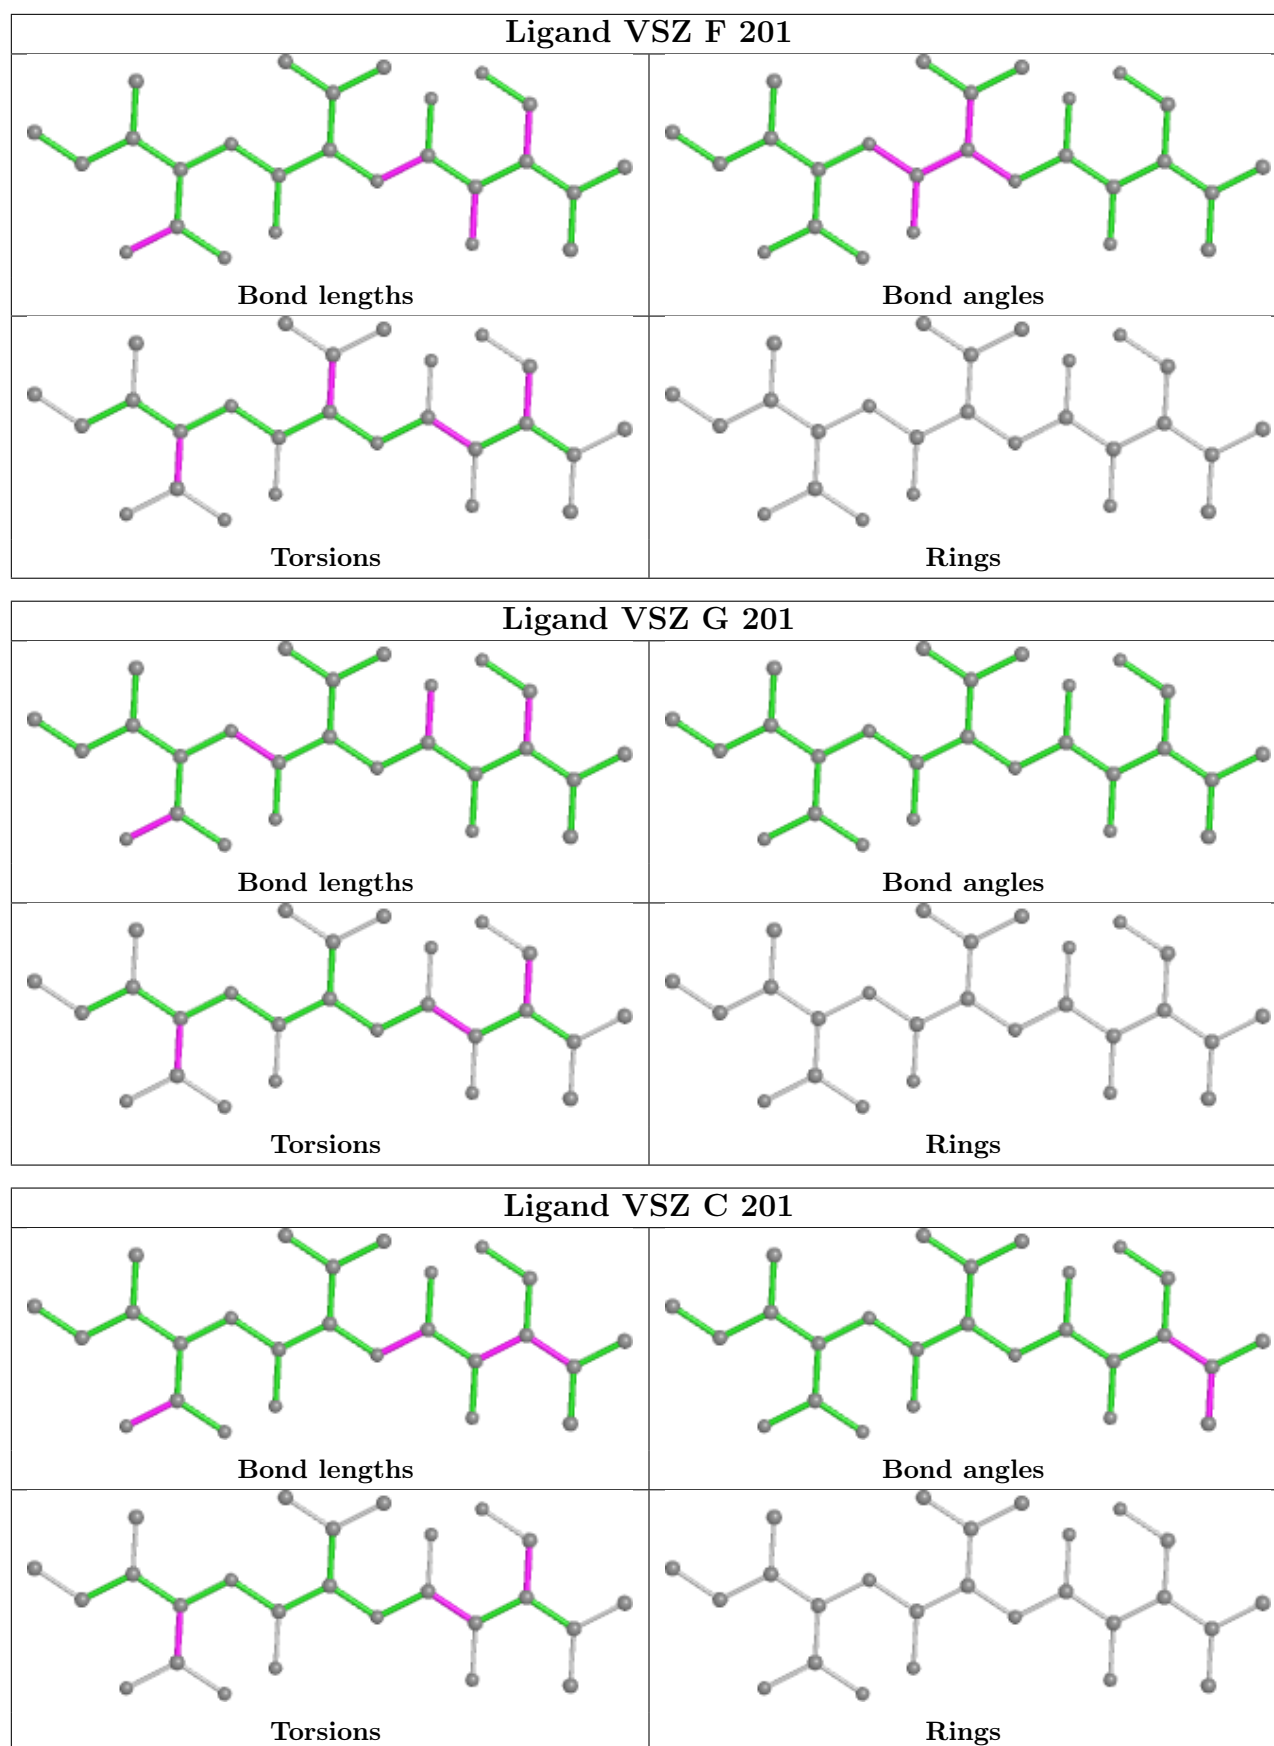 Ligand VSZ F 201
Bond lengths
Bond angles
Torsions
Rings
Ligand VSZ G 201
Bond lengths
Bond angles
Torsions
Rings
Ligand VSZ C 201
Bond lengths
Bond angles
Torsions
Rings